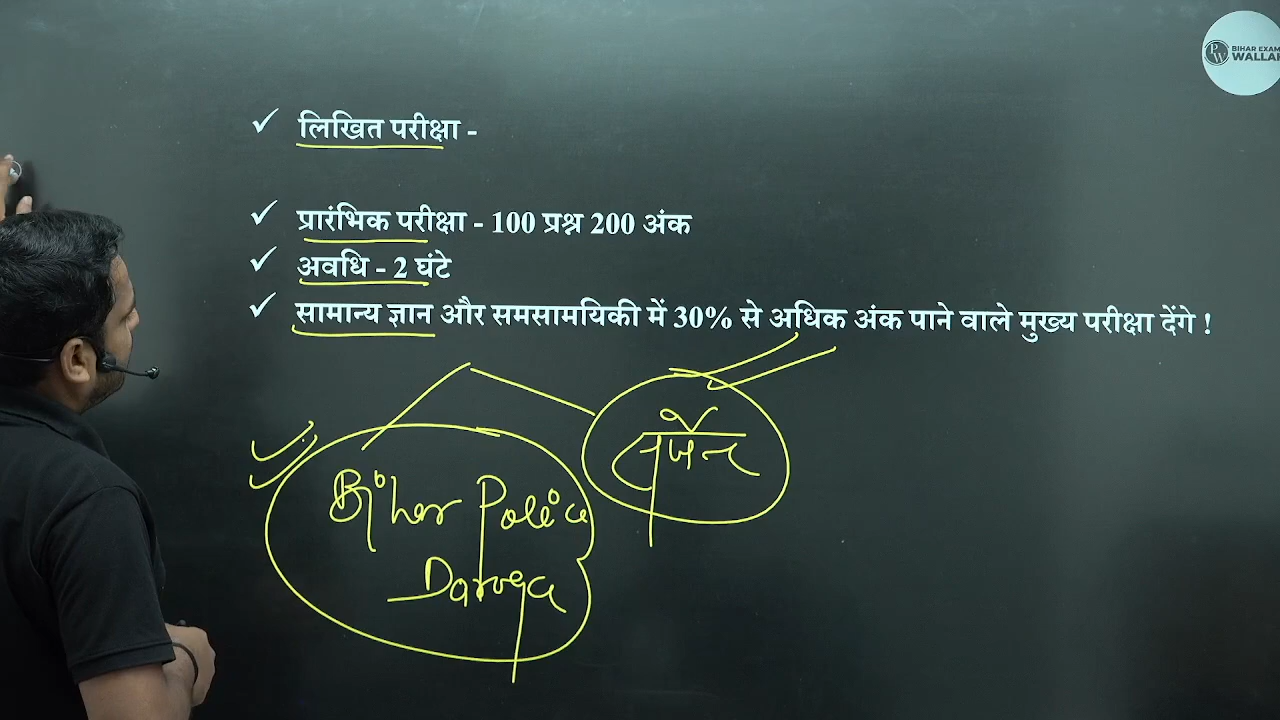 BIHAR EXAM
WALLAH
✓ लिखित परीक्षा -
✓ प्रारंभिक परीक्षा - 100 प्रश्न 200 अंक
✓ अवधि - 2 घंटे
✓ सामान्य ज्ञान और समसामयिकी में 30% से अधिक अंक पाने वाले मुख्य परीक्षा देंगे !
Bihar Police
Daroga